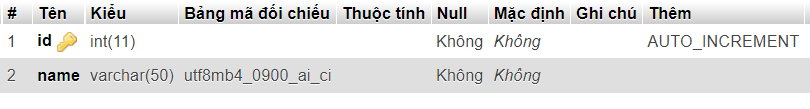 # Tên Kiểu Bảng mã đối chiếu Thuộc tính Null Mặc định Ghi chú Thêm
1 id int(11) Không Không AUTO_INCREMENT
2 name varchar(50) utf8mb4_0900_ai_ci Không Không